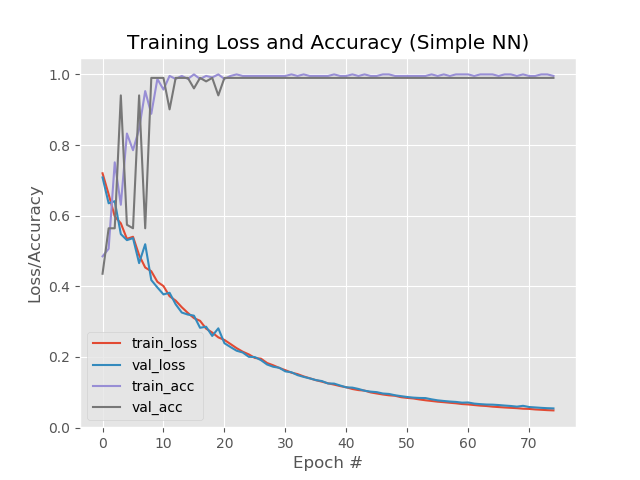 Training Loss and Accuracy (Simple NN)
Loss/Accuracy
1.0
0.8
0.6
0.4
0.2
0.0
train_loss
val_loss
train_acc
val_acc
0 10 20 30 40 50 60 70
Epoch #